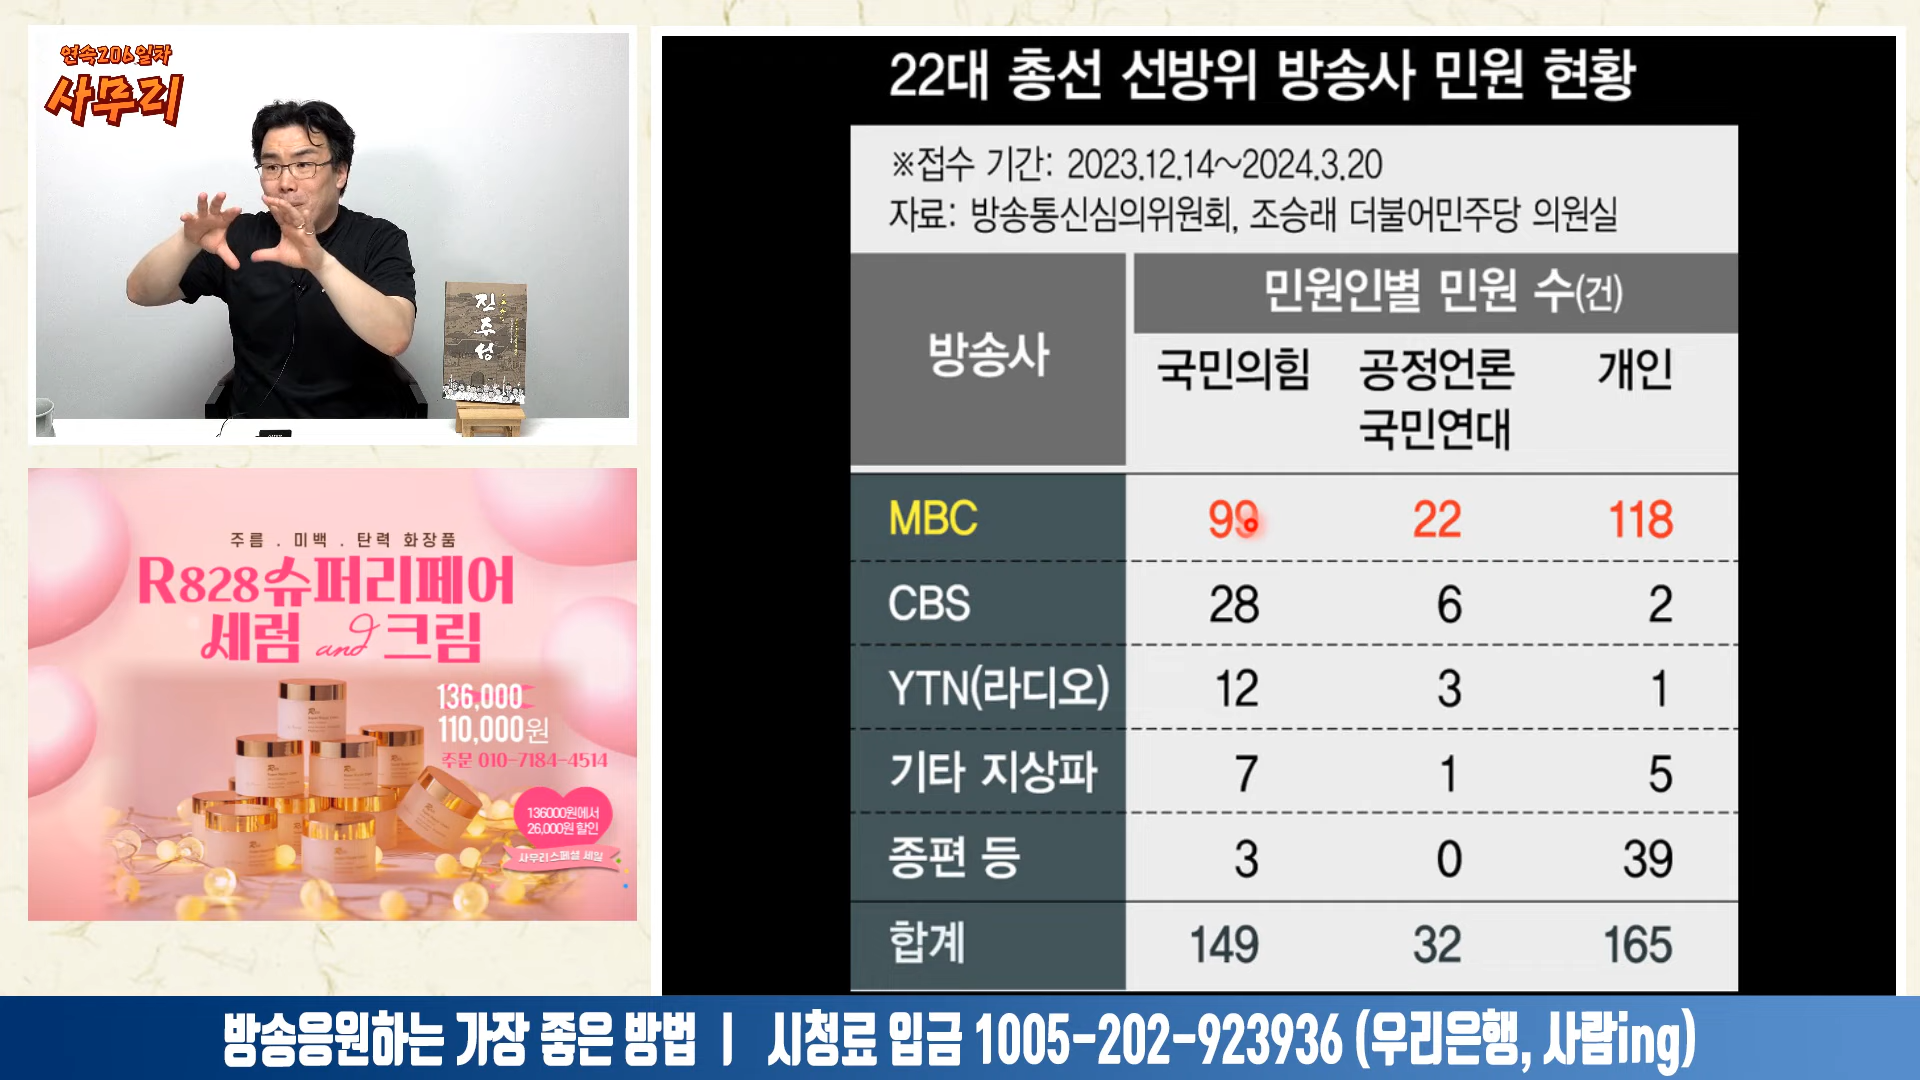 연속206일차
사무리
진주성
주름 . 미백 . 탄력 화장품
R828슈퍼리페어
세럼 and 크림
136,000
110,000원
주문 010-7184-4514
136000원에서
26,000원 할인
사무리스페셜 세일
22대 총선 선방위 방송사 민원 현황
※접수 기간: 2023.12.14~2024.3.20
자료: 방송통신심의위원회, 조승래 더불어민주당 의원실
방송사
민원인별 민원 수(건)
국민의힘 공정언론 국민연대 개인
MBC 99 22 118
CBS 28 6 2
YTN(라디오) 12 3 1
기타 지상파 7 1 5
종편 등 3 0 39
합계 149 32 165
방송응원하는 가장 좋은 방법 | 시청료 입금 1005-202-923936 (우리은행, 사람ing)